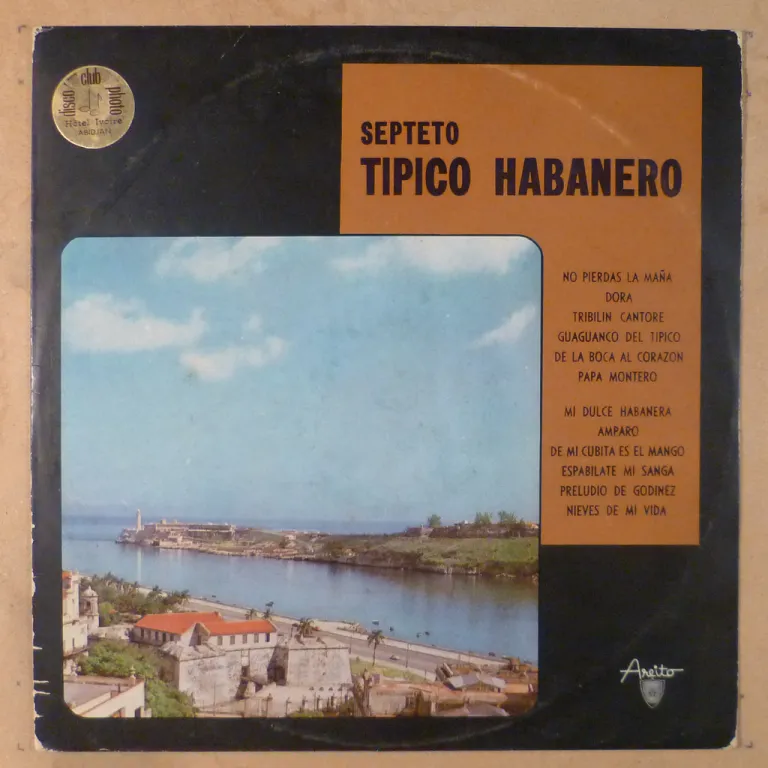 disco club photo
Hotel Ivoire
ABIDJAN
SEPTETO
TIPICO HABANERO
NO PIERDAS LA MAÑA
DORA
TRIBILIN CANTORE
GUAGUANCO DEL TIPICO
DE LA BOCA AL CORAZON
PAPA MONTERO
MI DULCE HABANERA
AMPARO
DE MI CUBITA ES EL MANGO
ESPABILATE MI SANGA
PRELUDIO DE GODINEZ
NIEVES DE MI VIDA
Areito